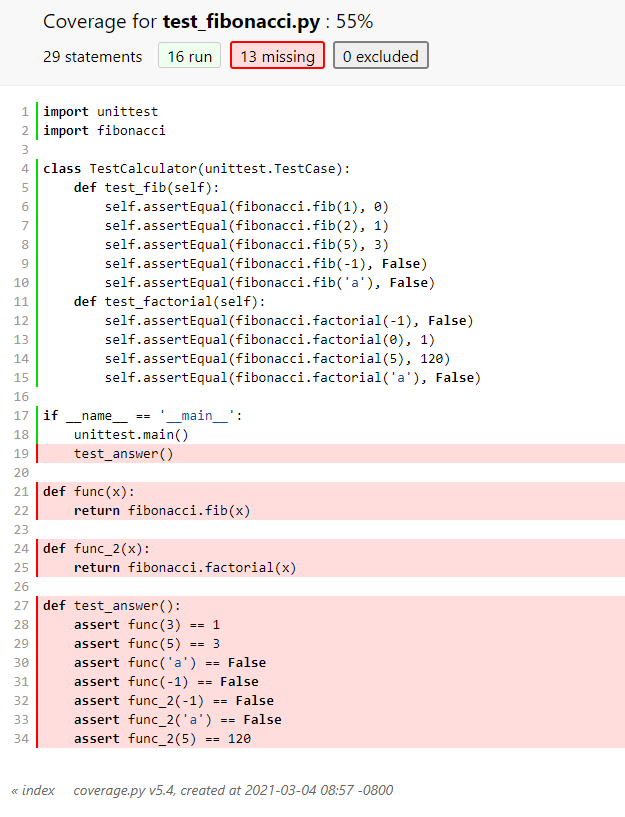 Coverage for test_fibonacci.py : 55%
29 statements 16 run 13 missing 0 excluded
1 import unittest
2 import fibonacci
3
4 class TestCalculator(unittest.TestCase):
5     def test_fib(self):
6         self.assertEqual(fibonacci.fib(1), 0)
7         self.assertEqual(fibonacci.fib(2), 1)
8         self.assertEqual(fibonacci.fib(5), 3)
9         self.assertEqual(fibonacci.fib(-1), False)
10         self.assertEqual(fibonacci.fib('a'), False)
11     def test_factorial(self):
12         self.assertEqual(fibonacci.factorial(-1), False)
13         self.assertEqual(fibonacci.factorial(0), 1)
14         self.assertEqual(fibonacci.factorial(5), 120)
15         self.assertEqual(fibonacci.factorial('a'), False)
16
17 if __name__ == '__main__':
18     unittest.main()
19     test_answer()
20
21 def func(x):
22     return fibonacci.fib(x)
23
24 def func_2(x):
25     return fibonacci.factorial(x)
26
27 def test_answer():
28     assert func(3) == 1
29     assert func(5) == 3
30     assert func('a') == False
31     assert func(-1) == False
32     assert func_2(-1) == False
33     assert func_2('a') == False
34     assert func_2(5) == 120
« index coverage.py v5.4, created at 2021-03-04 08:57 -0800